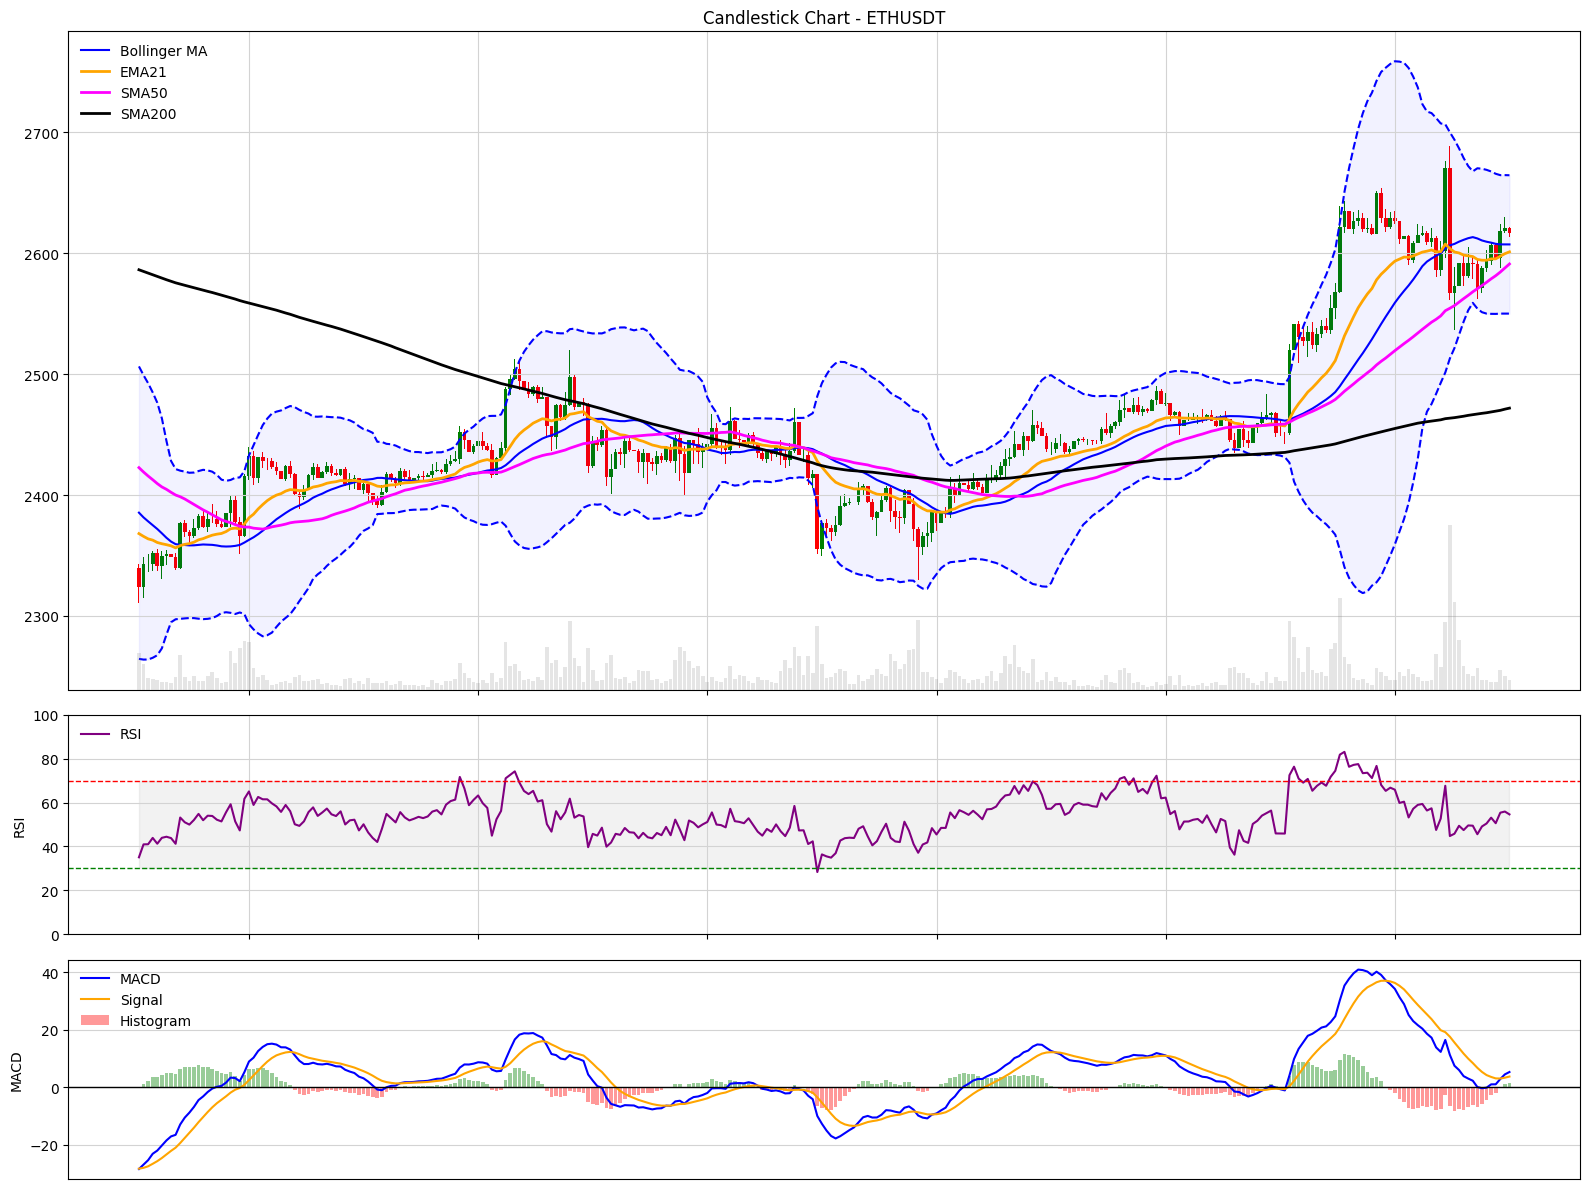 Candlestick Chart - ETHUSDT
Bollinger MA
EMA21
SMA50
SMA200
2700
2600
2500
2400
2300
100
80
60
40
20
0
RSI
RSI
40
20
0
−20
MACD
MACD
Signal
Histogram